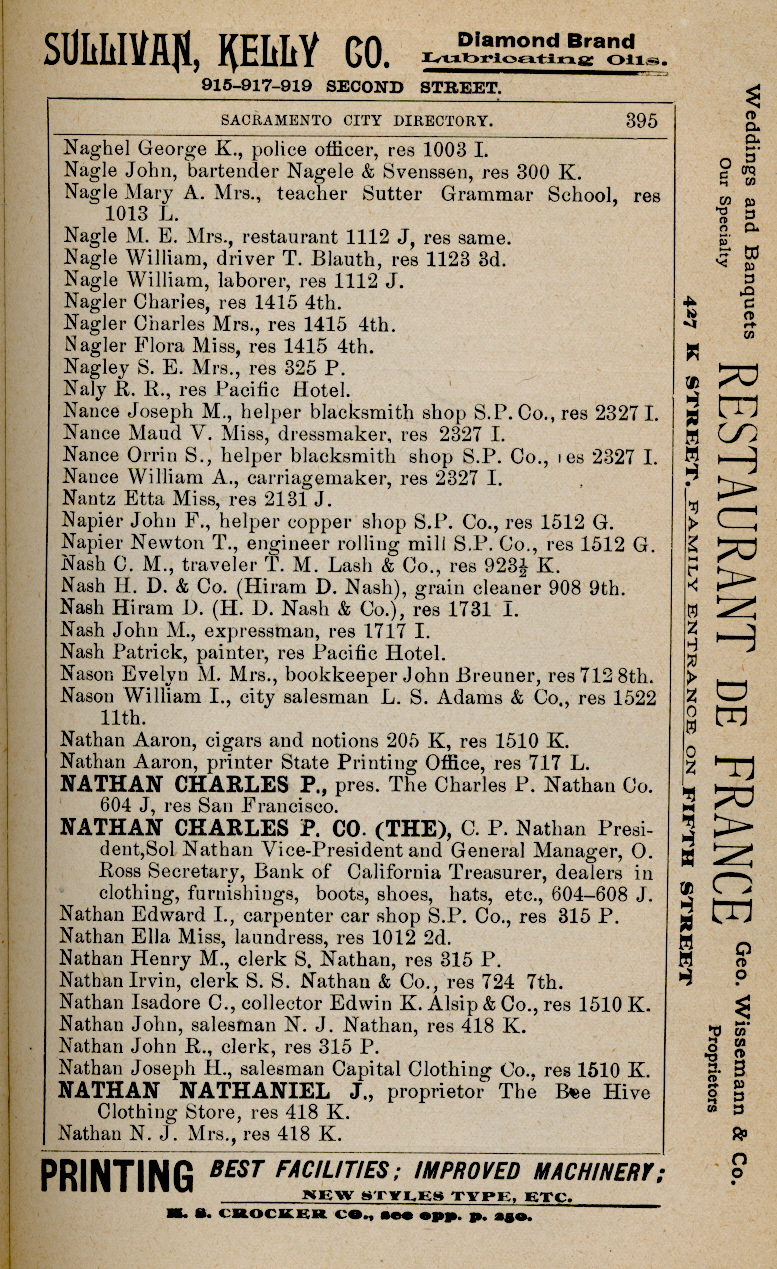 SULLIVAN, KELLY CO.
Diamond Brand
Lubricating Oils.
915-917-919 SECOND STREET.
SACRAMENTO CITY DIRECTORY. 395
Naghel George K., police officer, res 1003 I.
Nagle John, bartender Nagele & Svenssen, res 300 K.
Nagle Mary A. Mrs., teacher Sutter Grammar School, res
1013 L.
Nagle M. E. Mrs., restaurant 1112 J, res same.
Nagle William, driver T. Blauth, res 1123 3d.
Nagle William, laborer, res 1112 J.
Nagler Charles, res 1415 4th.
Nagler Charles Mrs., res 1415 4th.
Nagler Flora Miss, res 1415 4th.
Nagley S. E. Mrs., res 325 P.
Naly R. R., res Pacific Hotel.
Nance Joseph M., helper blacksmith shop S.P. Co., res 2327 I.
Nance Maud V. Miss, dressmaker, res 2327 I.
Nance Orrin S., helper blacksmith shop S.P. Co., res 2327 I.
Nance William A., carriagemaker, res 2327 I.
Nantz Etta Miss, res 2131 J.
Napier John F., helper copper shop S.P. Co., res 1512 G.
Napier Newton T., engineer rolling mill S.P. Co., res 1512 G.
Nash C. M., traveler T. M. Lash & Co., res 923½ K.
Nash H. D. & Co. (Hiram D. Nash), grain cleaner 908 9th.
Nash Hiram D. (H. D. Nash & Co.), res 1731 I.
Nash John M., expressman, res 1717 I.
Nash Patrick, painter, res Pacific Hotel.
Nason Evelyn M. Mrs., bookkeeper John Breuner, res 712 8th.
Nason William I., city salesman L. S. Adams & Co., res 1522
11th.
Nathan Aaron, cigars and notions 205 K, res 1510 K.
Nathan Aaron, printer State Printing Office, res 717 L.
NATHAN CHARLES P., pres. The Charles P. Nathan Co.
604 J, res San Francisco.
NATHAN CHARLES P. CO. (THE), C. P. Nathan Presi-
dent, Sol Nathan Vice-President and General Manager, O.
Ross Secretary, Bank of California Treasurer, dealers in
clothing, furnishings, boots, shoes, hats, etc., 604–608 J.
Nathan Edward I., carpenter car shop S.P. Co., res 315 P.
Nathan Ella Miss, laundress, res 1012 2d.
Nathan Henry M., clerk S. Nathan, res 315 P.
Nathan Irvin, clerk S. S. Nathan & Co., res 724 7th.
Nathan Isadore C., collector Edwin K. Alsip & Co., res 1510 K.
Nathan John, salesman N. J. Nathan, res 418 K.
Nathan John R., clerk, res 315 P.
Nathan Joseph H., salesman Capital Clothing Co., res 1510 K.
NATHAN NATHANIEL J., proprietor The Bee Hive
Clothing Store, res 418 K.
Nathan N. J. Mrs., res 418 K.
PRINTING BEST FACILITIES; IMPROVED MACHINERY;
NEW STYLES TYPE, ETC.
H. S. CROCKER CO., see opp. p. 250.
Weddings and Banquets
Our Specialty
RESTAURANT DE FRANCE
427 K STREET. FAMILY ENTRANCE ON FIFTH STREET
Geo. Wissemann & Co.
Proprietors